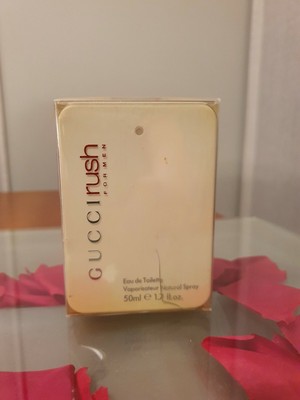 GUCCI rush
FOR MEN
Eau de Toilette
Vaporisateur Natural Spray
50ml e 1.7 fl.oz.